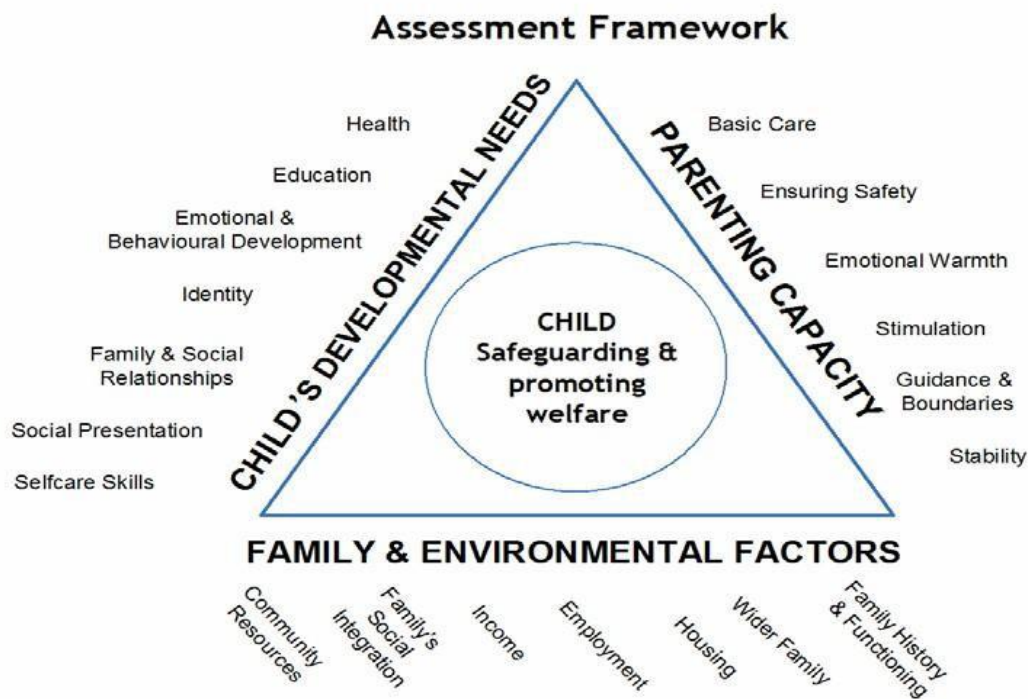 Assessment Framework
CHILD'S DEVELOPMENTAL NEEDS
Health
Education
Emotional &
Behavioural Development
Identity
Family & Social
Relationships
Social Presentation
Selfcare Skills
PARENTING CAPACITY
Basic Care
Ensuring Safety
Emotional Warmth
Stimulation
Guidance &
Boundaries
Stability
CHILD
Safeguarding &
promoting
welfare
FAMILY & ENVIRONMENTAL FACTORS
Community
Resources
Family's
Social
Integration
Income
Employment
Housing
Wider Family
Family History
& Functioning